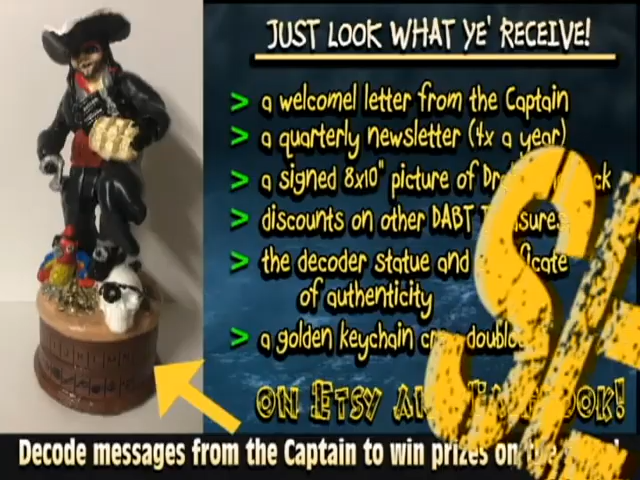 JUST LOOK WHAT YE' RECEIVE!
> a welcomel letter from the Captain
> a quarterly newsletter (4x a year)
> a signed 8x10" picture of
> discounts on other DABT
> the decoder statue and
of authenticity
> a golden keychain
ON ETSY
Decode messages from the Captain to win prizes on